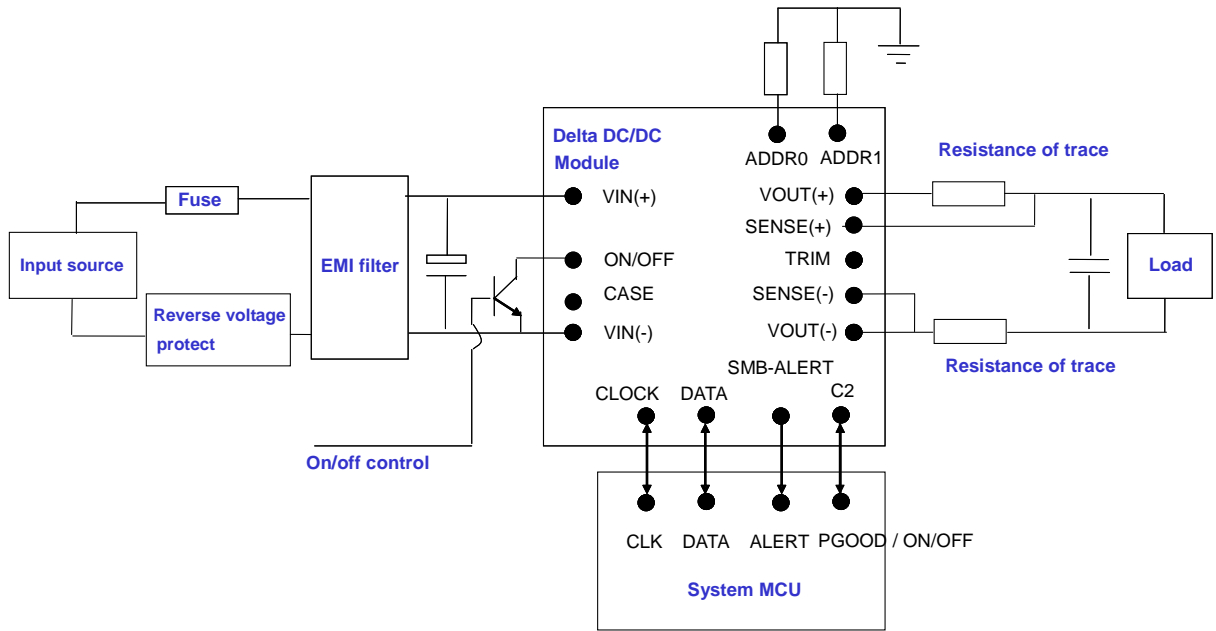 Delta DC/DC
Module
ADDR0
ADDR1
Resistance of trace
Fuse
VIN(+)
VOUT(+)
SENSE(+)
Input source
EMI filter
ON/OFF
TRIM
Load
CASE
SENSE(-)
Reverse voltage
protect
VIN(-)
VOUT(-)
SMB-ALERT
Resistance of trace
CLOCK
DATA
C2
On/off control
CLK
DATA
ALERT
PGOOD / ON/OFF
System MCU